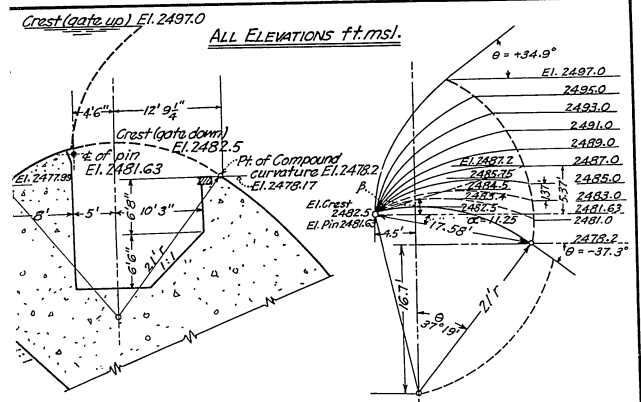 Crest (gate up) El. 2497.0
ALL ELEVATIONS ft. msl.
4'6"
12' 9¼"
Crest (gate down)
El. 2482.5
₵ of pin
El. 2481.63
Pt. of Compound
curvature El. 2478.2
El. 2478.17
El. 2477.99
8'
5'
10'3"
6'8"
6'6"
21' r
1:1
θ = +34.9°
El. 2497.0
2495.0
2493.0
2491.0
2489.0
2487.0
El. 2487.2
2485.75
2485.0
2484.5
2483.4
2483.0
2482.5
2481.63
2481.0
2478.2
β
1.37'
5.37'
El. Crest
2482.5
El. Pin 2481.63
α = 11.25
17.58'
4.5'
θ = -37.3°
16.7'
θ
37°19'
21' r